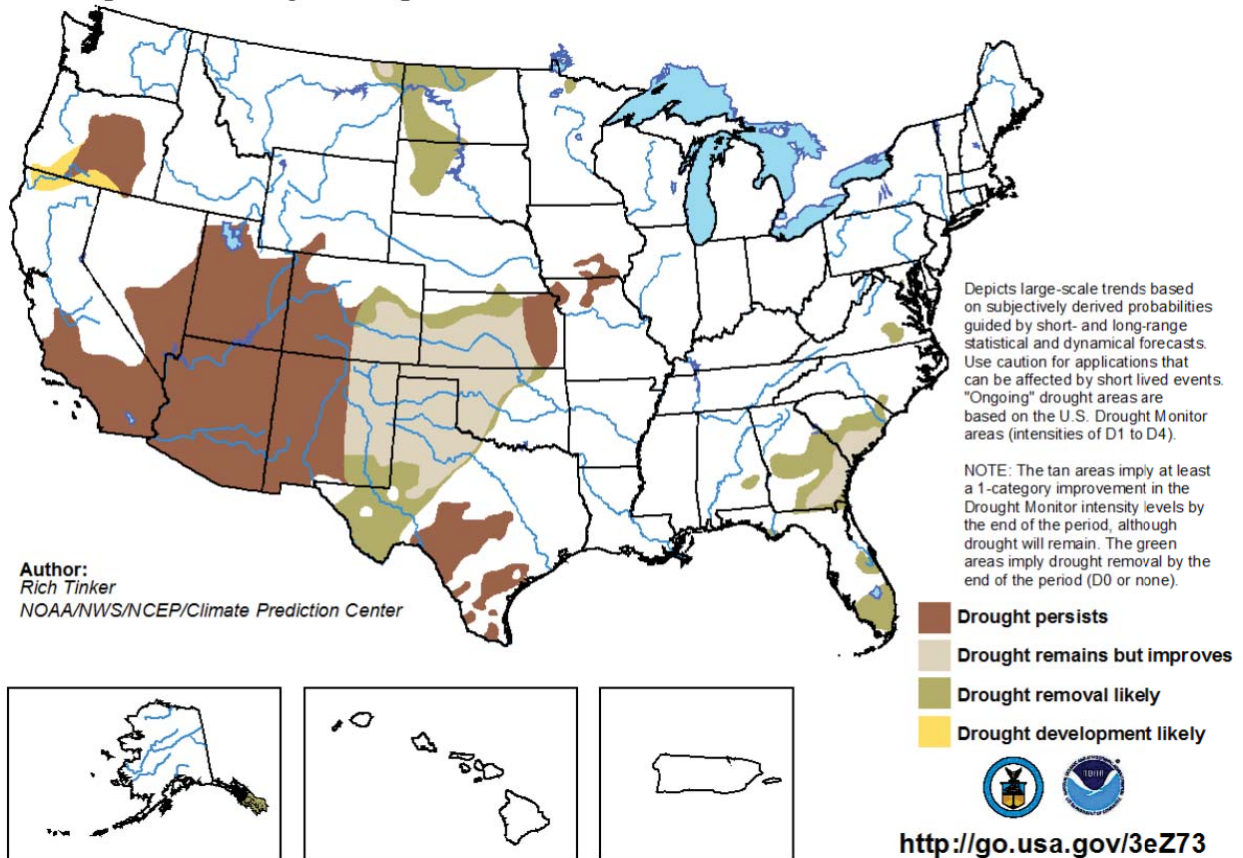 Depicts large-scale trends based
on subjectively derived probabilities
guided by short- and long-range
statistical and dynamical forecasts.
Use caution for applications that
can be affected by short lived events.
"Ongoing" drought areas are
based on the U.S. Drought Monitor
areas (intensities of D1 to D4).
NOTE: The tan areas imply at least
a 1-category improvement in the
Drought Monitor intensity levels by
the end of the period, although
drought will remain. The green
areas imply drought removal by the
end of the period (D0 or none).
Author:
Rich Tinker
NOAA/NWS/NCEP/Climate Prediction Center
Drought persists
Drought remains but improves
Drought removal likely
Drought development likely
http://go.usa.gov/3eZ73